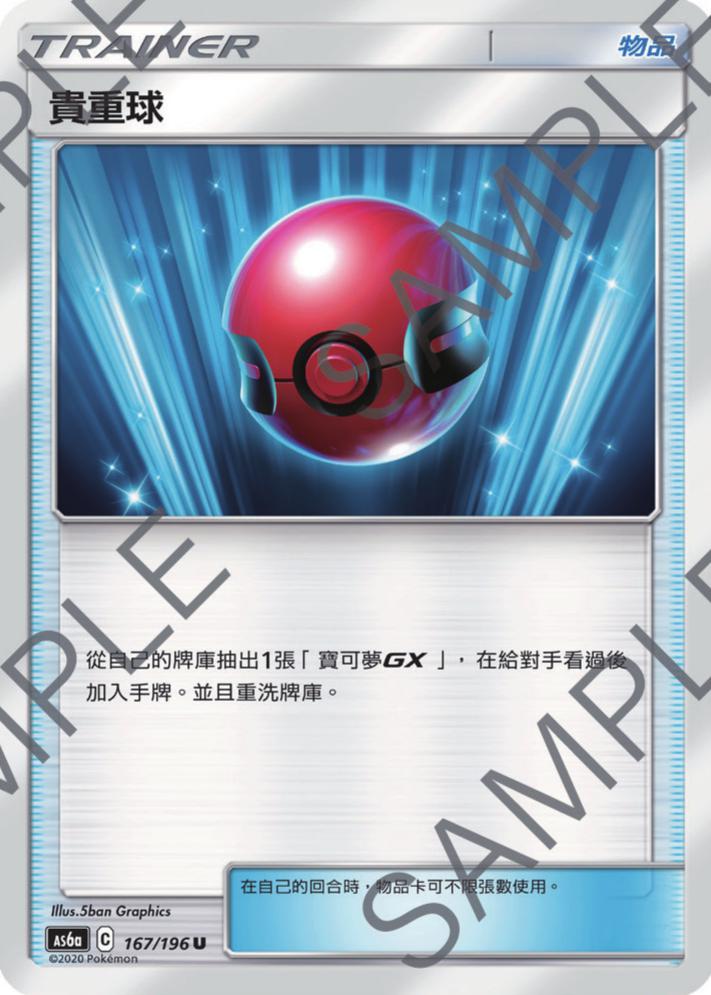 TRAINER
物品
貴重球
從自己的牌庫抽出1張「寶可夢GX」，在給對手看過後
加入手牌。並且重洗牌庫。
在自己的回合時，物品卡可不限張數使用。
Illus.5ban Graphics
AS6a C 167/196 U
©2020 Pokémon
SAMPLE
SAMPLE
SAMPLE
SAMPLE